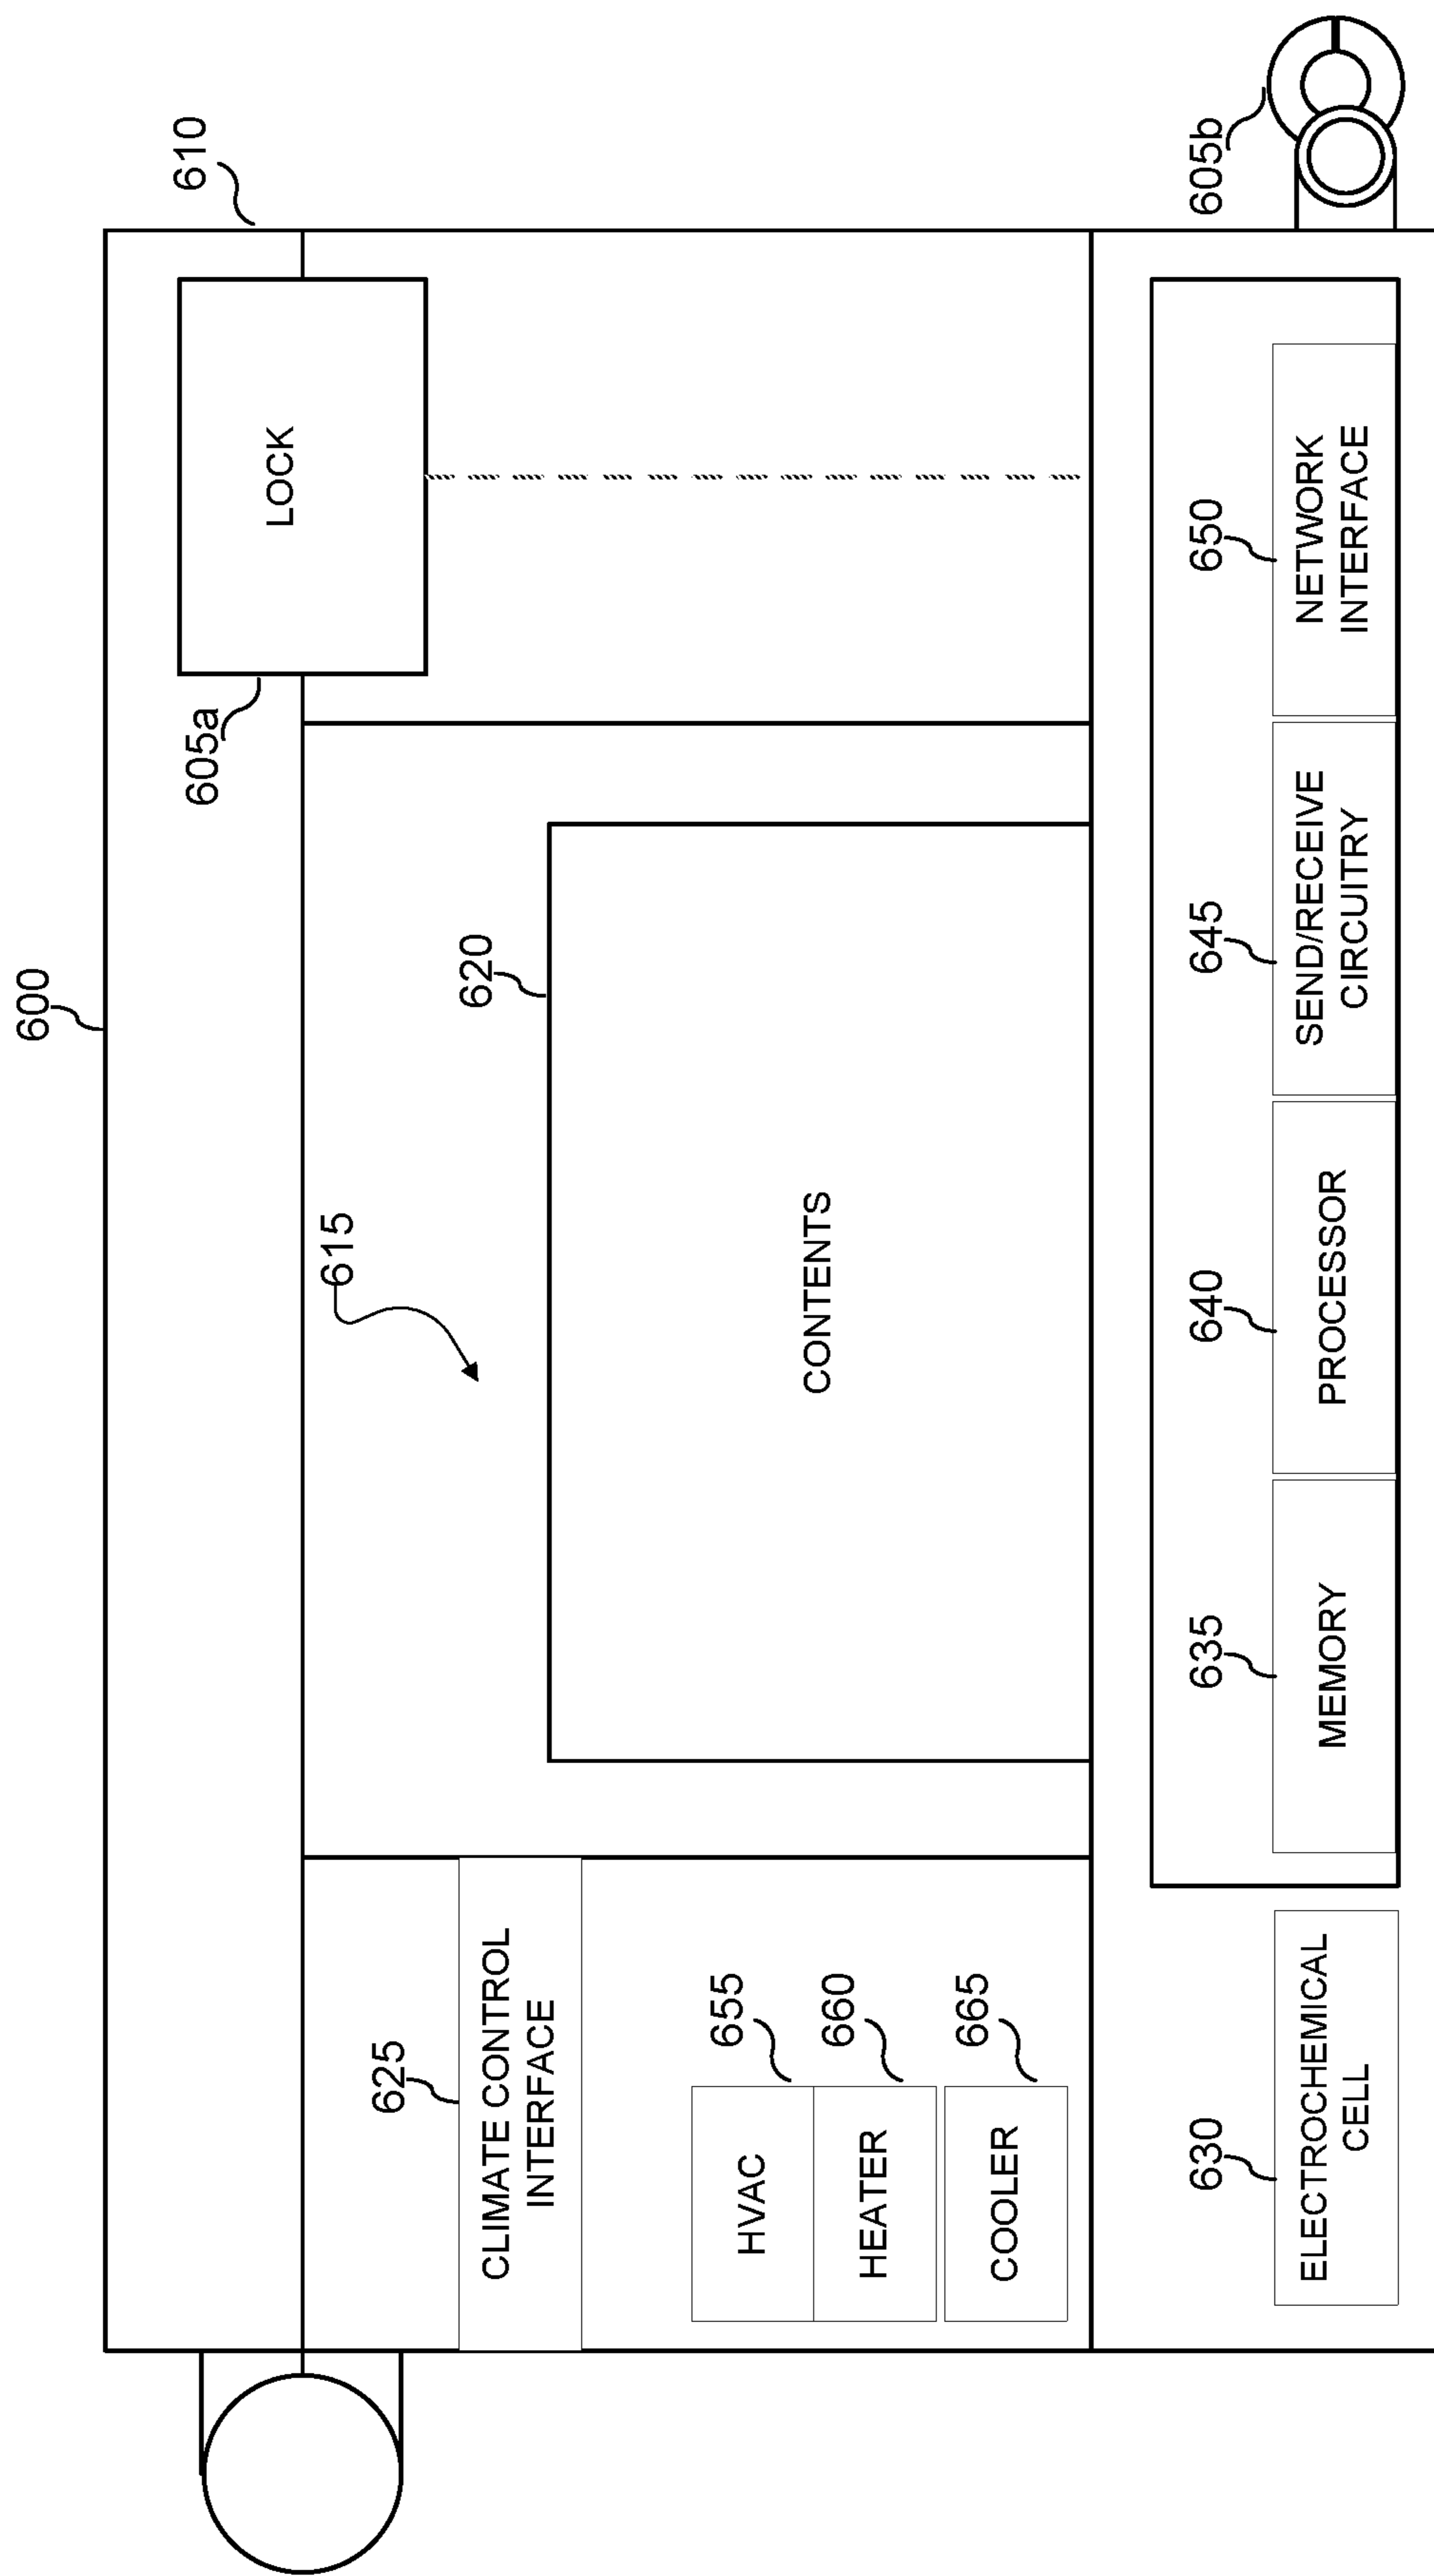 600
610
LOCK
605a
615
620
CONTENTS
625
CLIMATE CONTROL
INTERFACE
655
HVAC
660
HEATER
665
COOLER
630
ELECTROCHEMICAL
CELL
635
MEMORY
640
PROCESSOR
645
SEND/RECEIVE
CIRCUITRY
650
NETWORK
INTERFACE
605b